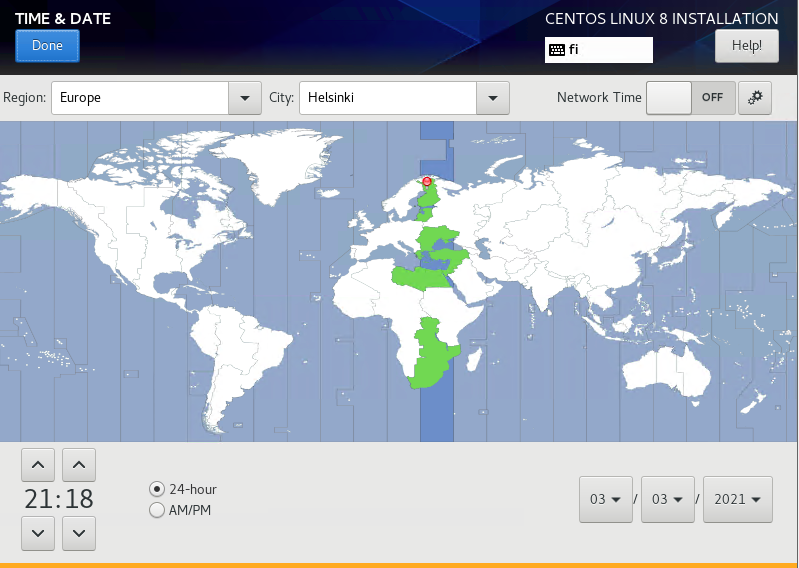 TIME & DATE
CENTOS LINUX 8 INSTALLATION
Done
fi
Help!
Region: Europe City: Helsinki Network Time OFF
21:18
24-hour
AM/PM
03 / 03 / 2021